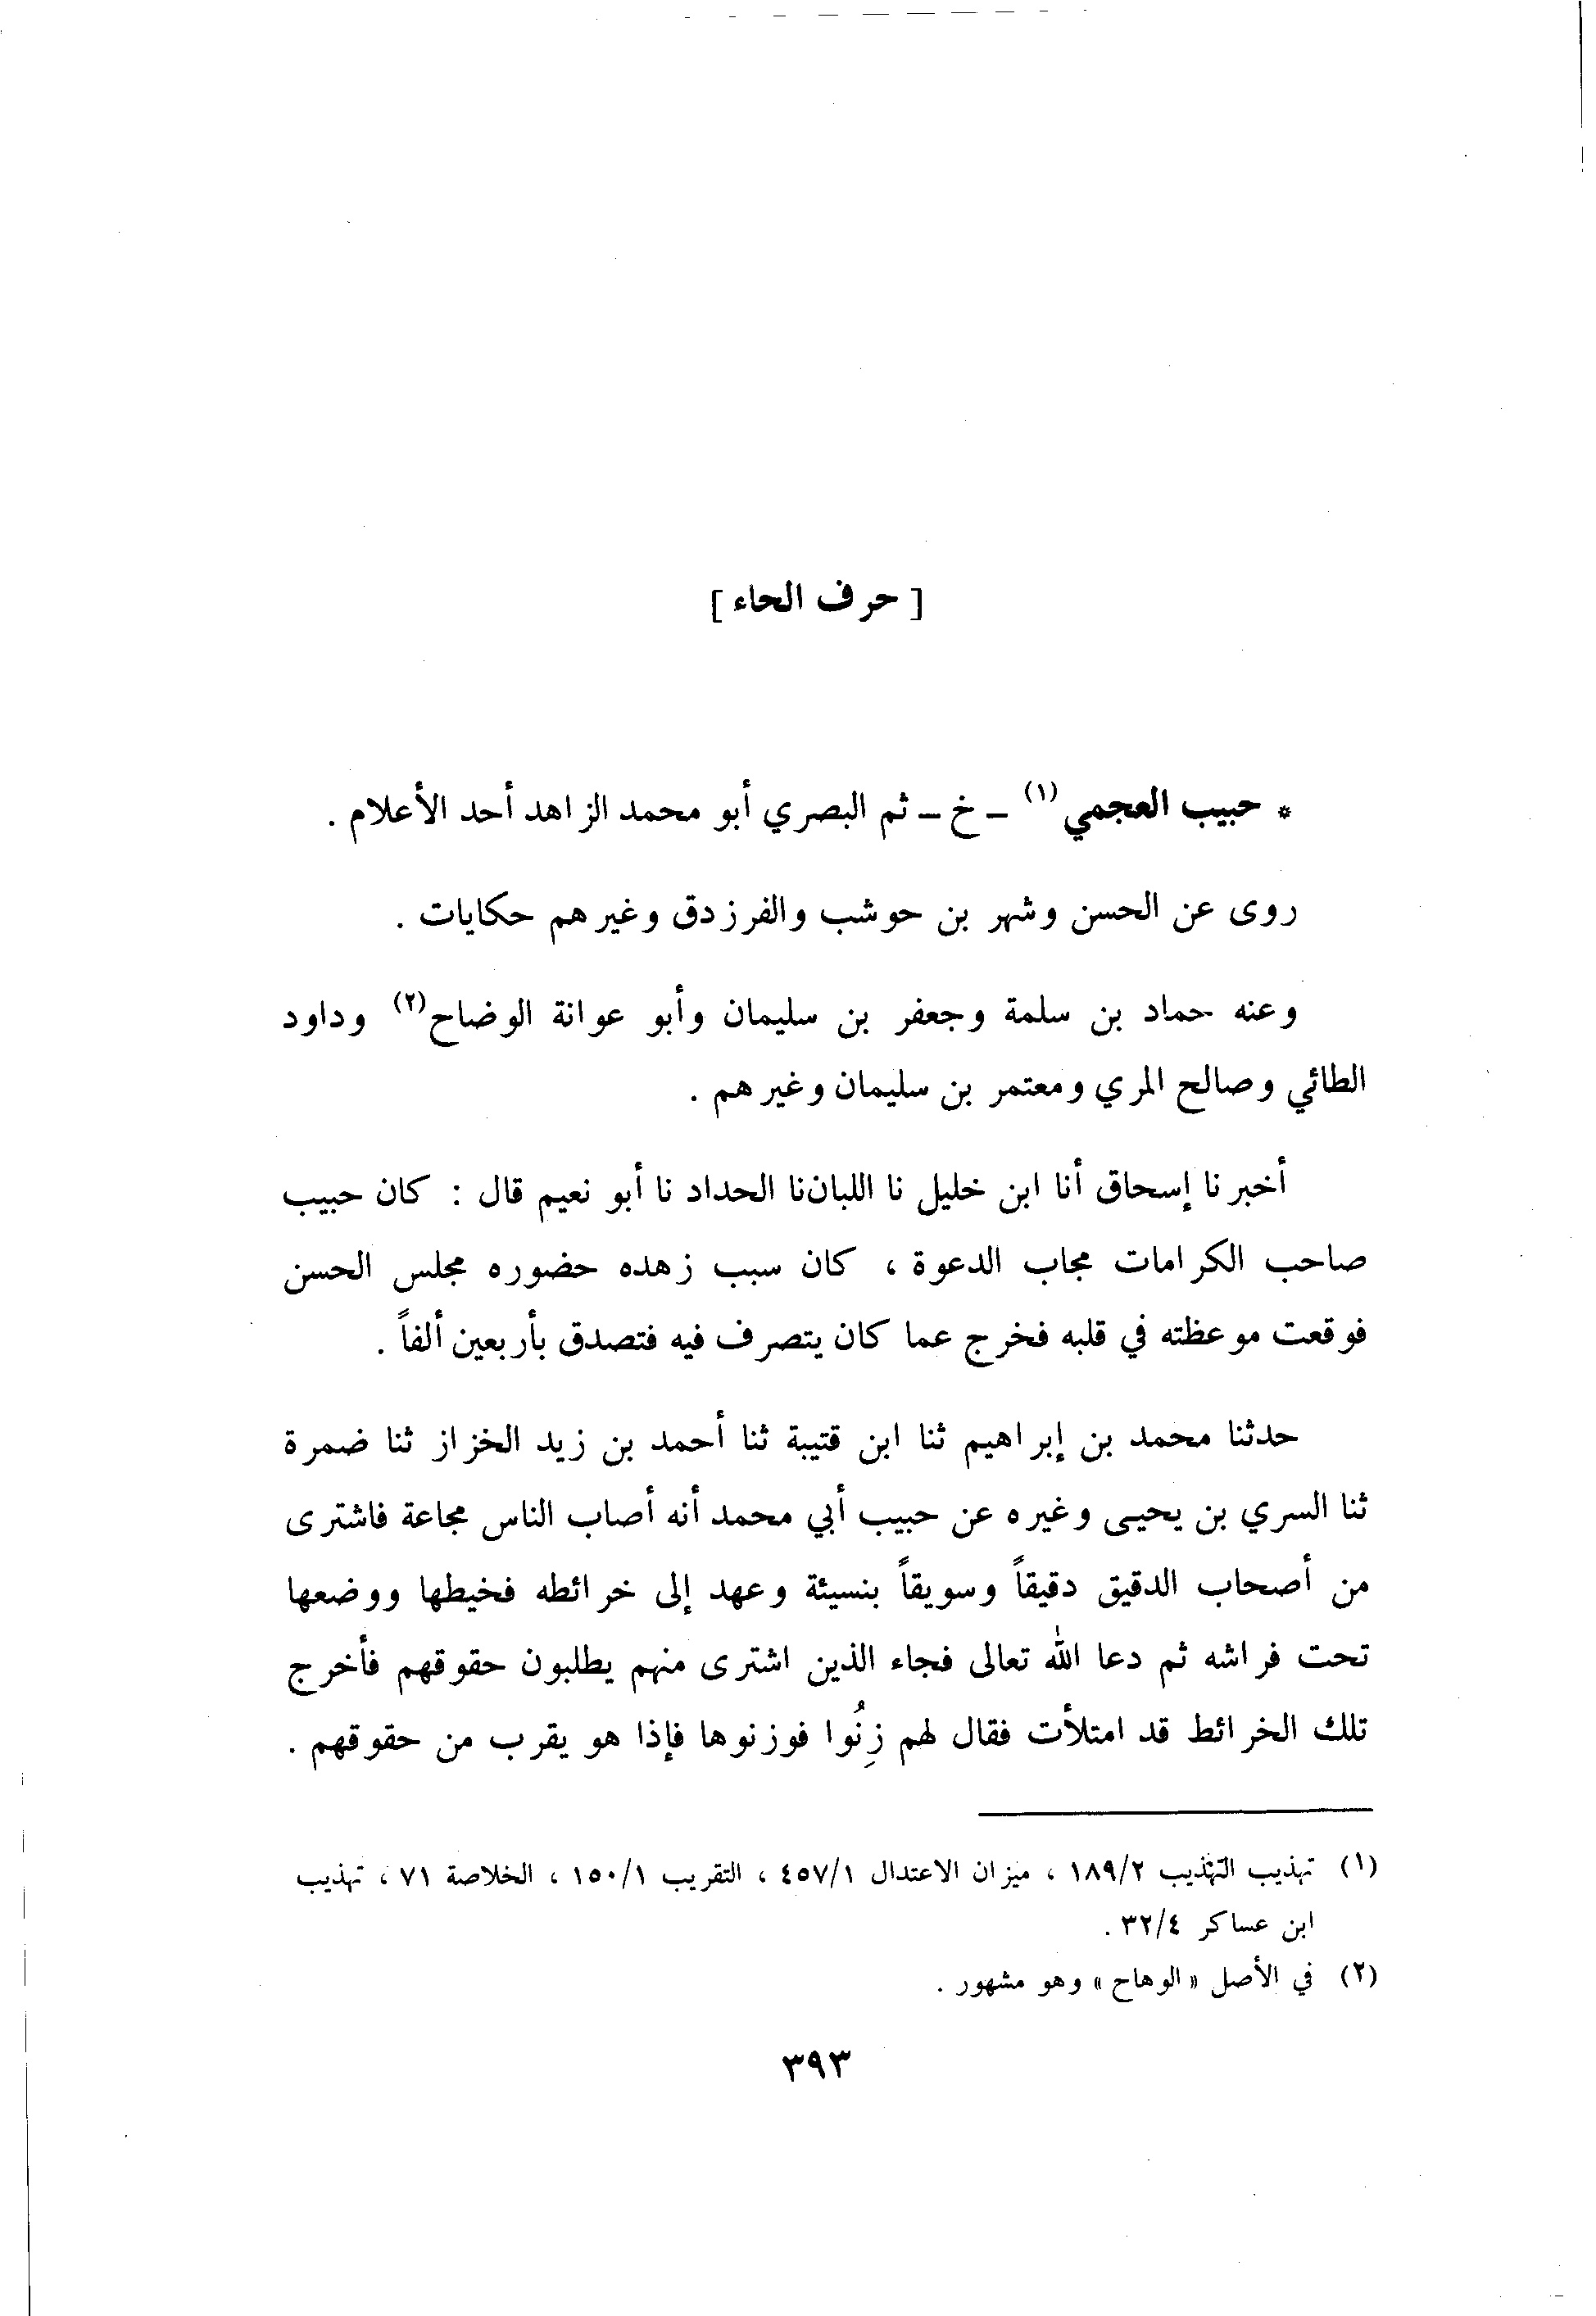 [ حرف الحاء ]
* حبيب العجمي (١) ـ خ ـ ثم البصري أبو محمد الزاهد أحد الأعلام .
روى عن الحسن وشهر بن حوشب والفرزدق وغيرهم حكايات .
وعنه حماد بن سلمة وجعفر بن سليمان وأبو عوانة الوضاح(٢) وداود
الطائي وصالح المري ومعتمر بن سليمان وغيرهم .
أخبرنا إسحاق أنا ابن خليل نا اللبان نا الحداد نا أبو نعيم قال : كان حبيب
صاحب الكرامات مجاب الدعوة ، كان سبب زهده حضوره مجلس الحسن
فوقعت موعظته في قلبه فخرج عما كان يتصرف فيه فتصدق بأربعين ألفاً .
حدثنا محمد بن إبراهيم ثنا ابن قتيبة ثنا أحمد بن زيد الخزاز ثنا ضمرة
ثنا السري بن يحيى وغيره عن حبيب أبي محمد أنه أصاب الناس مجاعة فاشترى
من أصحاب الدقيق دقيقاً وسويقاً بنسيئة وعهد إلى خرائطه فخيطها ووضعها
تحت فراشه ثم دعا الله تعالى فجاء الذين اشترى منهم يطلبون حقوقهم فأخرج
تلك الخرائط قد امتلأت فقال لهم زِنُوا فوزنوها فإذا هو يقرب من حقوقهم .
(١) تهذيب التهذيب ١٨٩/٢ ، ميزان الاعتدال ٤٥٧/١ ، التقريب ١٥٠/١ ، الخلاصة ٧١ ، تهذيب
ابن عساكر ٣٢/٤ .
(٢) في الأصل « الوهاح » وهو مشهور .
٣٩٣